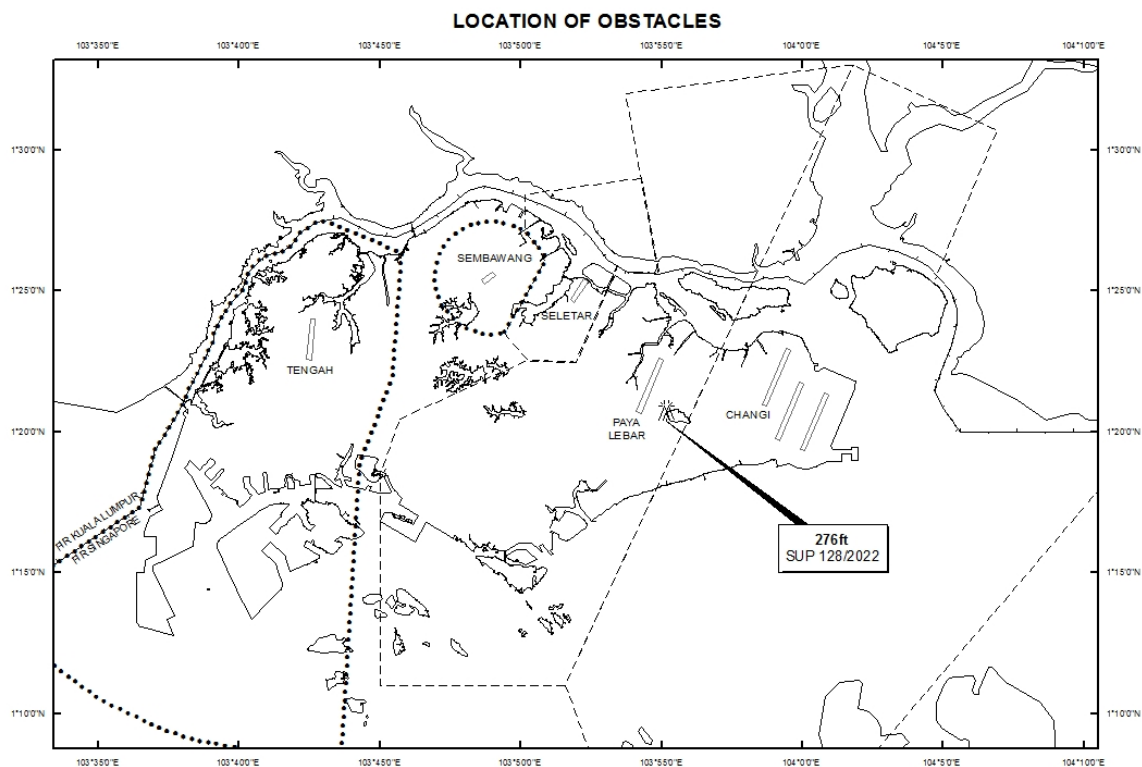 LOCATION OF OBSTACLES
103°35'0"E
103°40'0"E
103°45'0"E
103°50'0"E
103°55'0"E
104°0'0"E
104°5'0"E
104°10'0"E
1°30'0"N
1°30'0"N
SEMBAWANG
1°25'0"N
1°25'0"N
SELETAR
TENGAH
CHANGI
PAYA
LEBAR
1°20'0"N
1°20'0"N
FIR KUALA LUMPUR
FIR SINGAPORE
276ft
SUP 128/2022
1°15'0"N
1°15'0"N
1°10'0"N
1°10'0"N
103°35'0"E
103°40'0"E
103°45'0"E
103°50'0"E
103°55'0"E
104°0'0"E
104°5'0"E
104°10'0"E